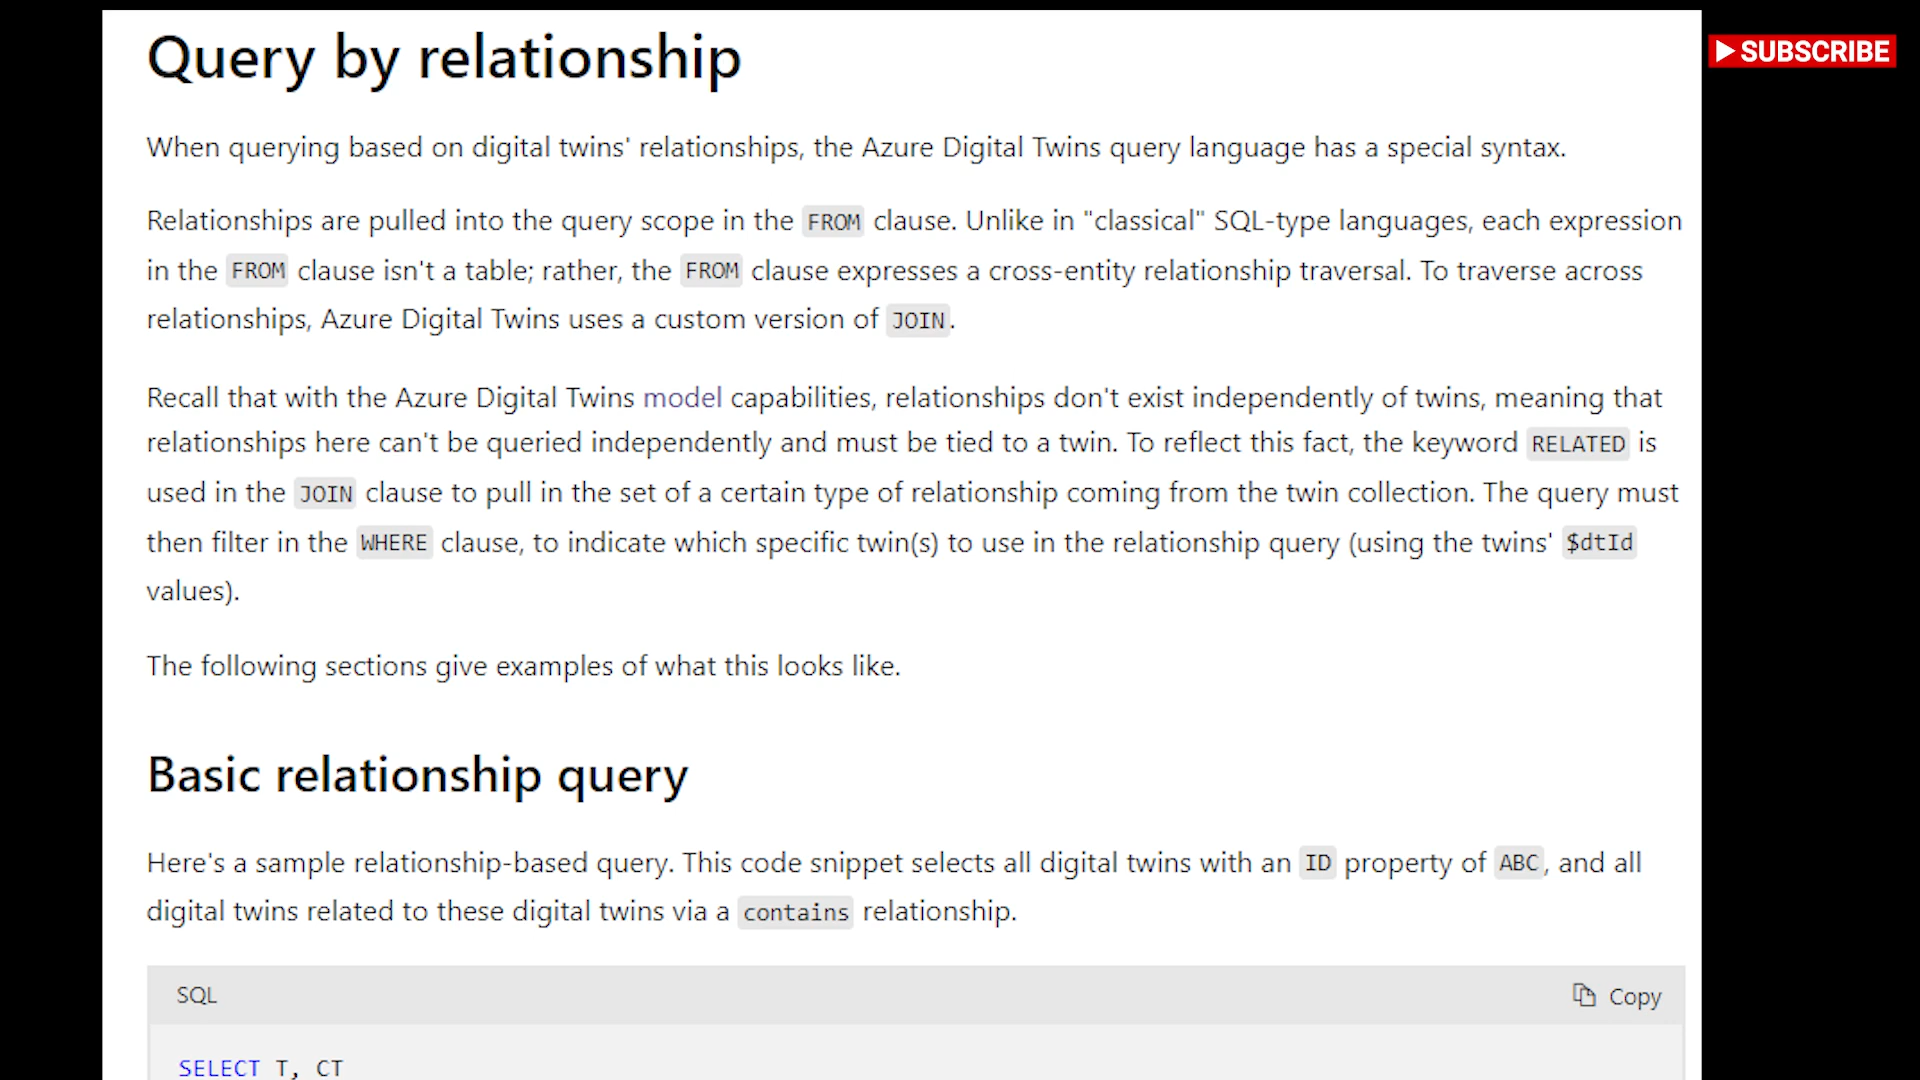 Query by relationship
SUBSCRIBE
When querying based on digital twins' relationships, the Azure Digital Twins query language has a special syntax.
Relationships are pulled into the query scope in the FROM clause. Unlike in "classical" SQL-type languages, each expression
in the FROM clause isn't a table; rather, the FROM clause expresses a cross-entity relationship traversal. To traverse across
relationships, Azure Digital Twins uses a custom version of JOIN.
Recall that with the Azure Digital Twins model capabilities, relationships don't exist independently of twins, meaning that
relationships here can't be queried independently and must be tied to a twin. To reflect this fact, the keyword RELATED is
used in the JOIN clause to pull in the set of a certain type of relationship coming from the twin collection. The query must
then filter in the WHERE clause, to indicate which specific twin(s) to use in the relationship query (using the twins' $dtId
values).
The following sections give examples of what this looks like.
Basic relationship query
Here's a sample relationship-based query. This code snippet selects all digital twins with an ID property of ABC, and all
digital twins related to these digital twins via a contains relationship.
SQL
Copy
SELECT T, CT